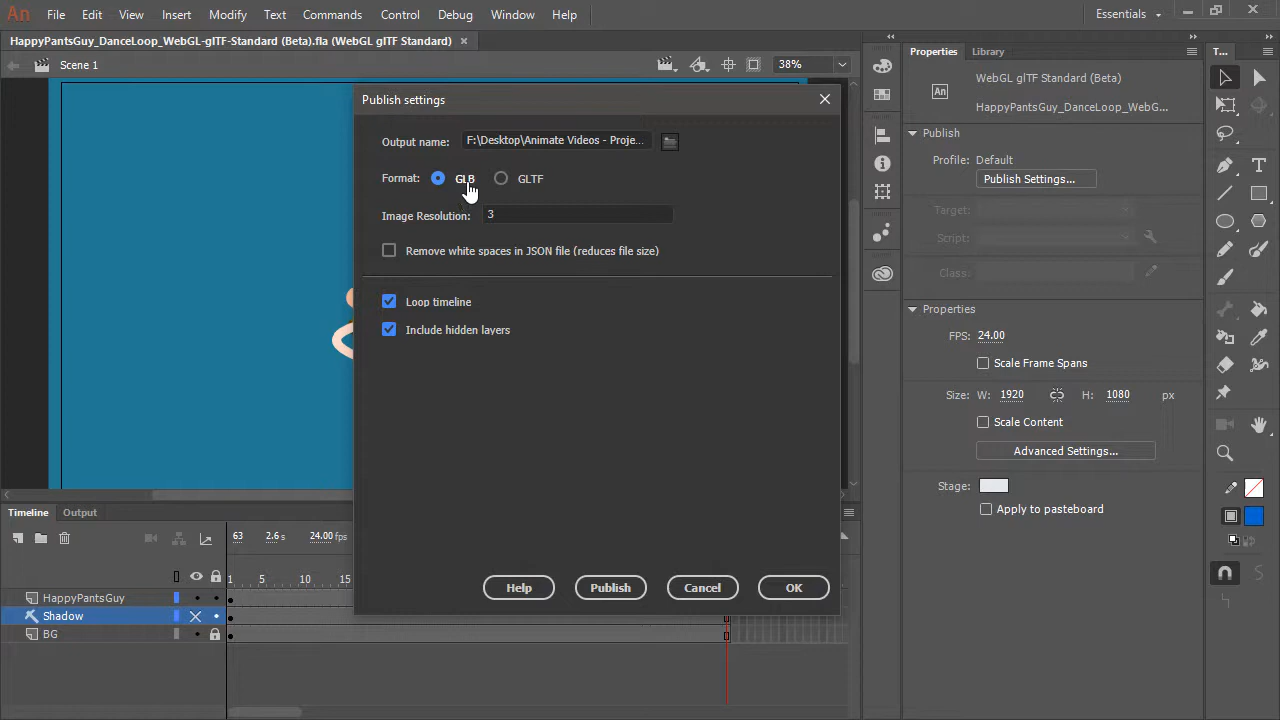 An File Edit View Insert Modify Text Commands Control Debug Window Help Essentials
HappyPantsGuy_DanceLoop_WebGL-glTF-Standard (Beta).fla (WebGL glTF Standard) ×
Scene 1
38%
Publish settings
Output name: F:\Desktop\Animate Videos - Proje...
Format: GLB GLTF
Image Resolution: 3
Remove white spaces in JSON file (reduces file size)
Loop timeline
Include hidden layers
Help Publish Cancel OK
Properties Library T...
An WebGL glTF Standard (Beta)
HappyPantsGuy_DanceLoop_WebG...
Publish
Profile: Default
Publish Settings...
Target:
Script:
Class:
Properties
FPS: 24.00
Scale Frame Spans
Size: W: 1920 H: 1080 px
Scale Content
Advanced Settings...
Stage:
Apply to pasteboard
Timeline Output
63 2.6 s 24.00 fps
1 5 10 15
HappyPantsGuy
Shadow
BG